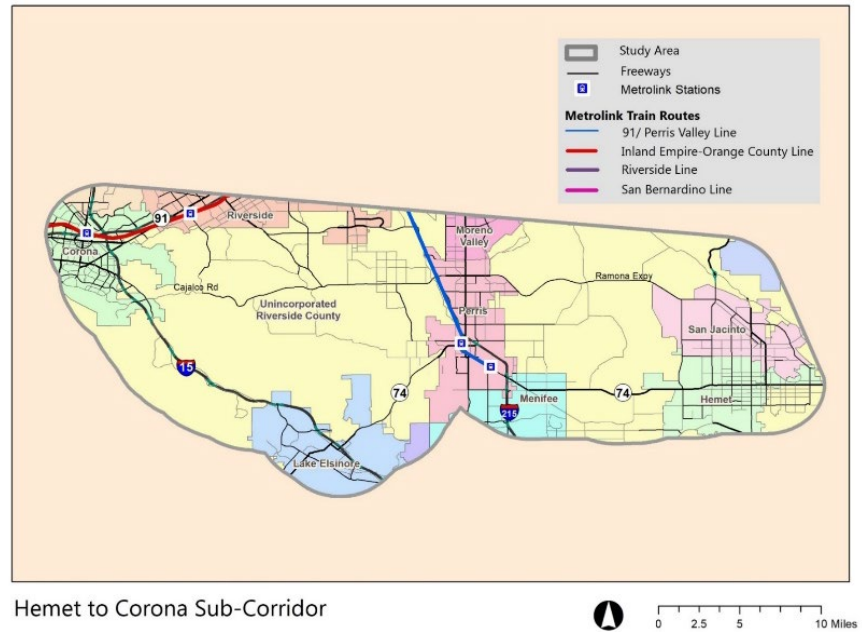 Study Area
Freeways
Metrolink Stations
Metrolink Train Routes
91/ Perris Valley Line
Inland Empire-Orange County Line
Riverside Line
San Bernardino Line
91
Riverside
Moreno
Valley
Corona
Cajalco Rd
Ramona Expy
Unincorporated
Riverside County
Perris
San Jacinto
15
74
Menifee
74
Hemet
215
Lake Elsinore
Hemet to Corona Sub-Corridor
0 2.5 5 10 Miles